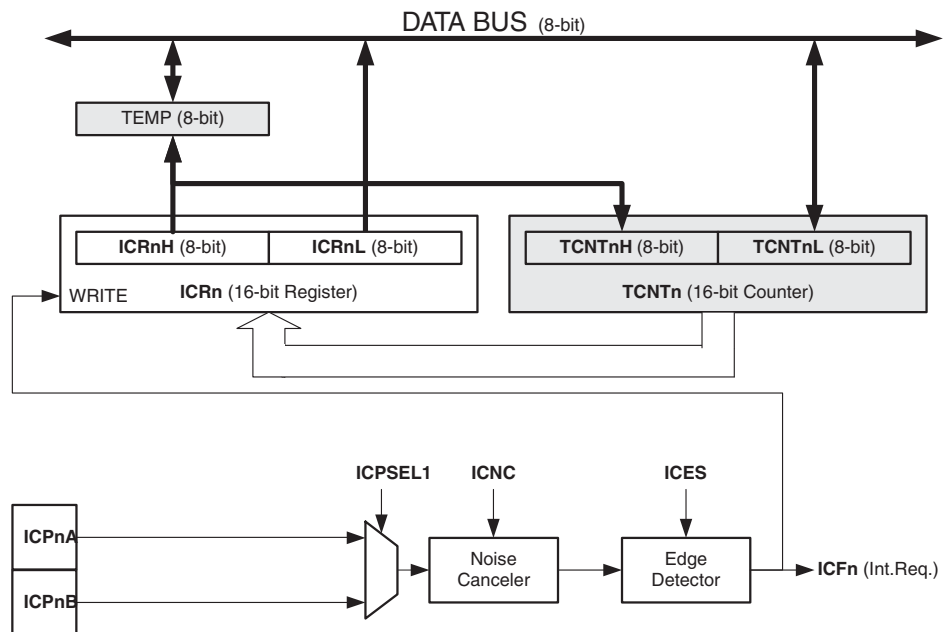 DATA BUS (8-bit)
TEMP (8-bit)
ICRnH (8-bit) ICRnL (8-bit)
TCNTnH (8-bit) TCNTnL (8-bit)
WRITE
ICRn (16-bit Register)
TCNTn (16-bit Counter)
ICPSEL1
ICNC
ICES
ICPnA
ICPnB
Noise
Canceler
Edge
Detector
ICFn (Int.Req.)